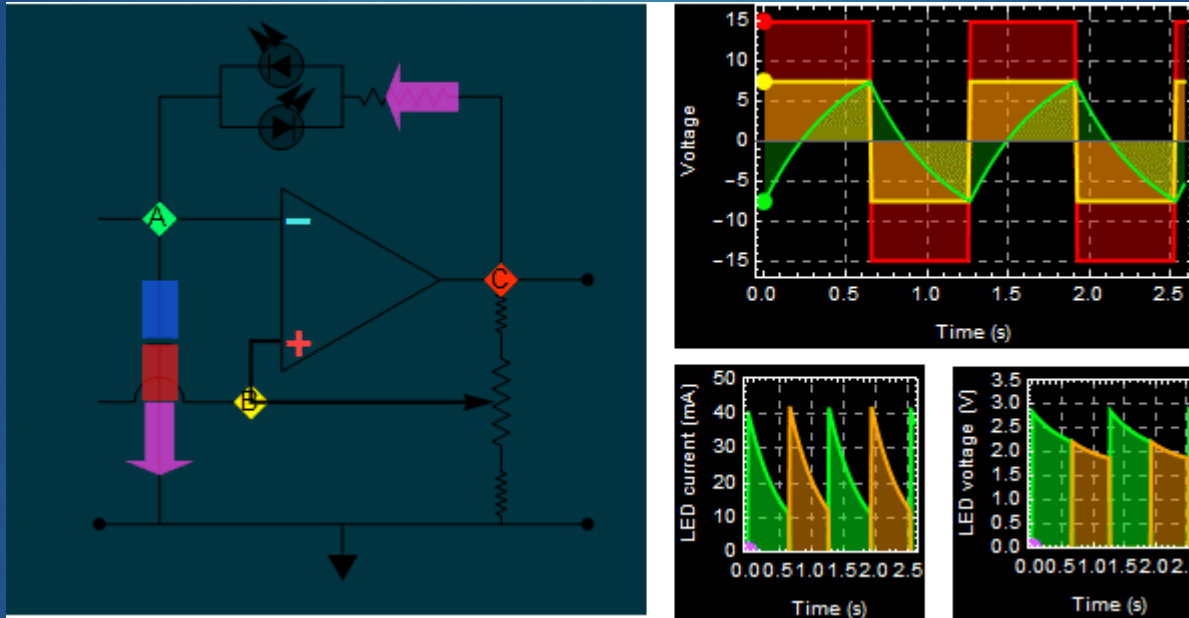 A
−
C
+
B
Voltage
15
10
5
0
−5
−10
−15
0.0 0.5 1.0 1.5 2.0 2.5
Time (s)
LED current [mA]
50
40
30
20
10
0
0.00.51.01.52.02.5
Time (s)
LED voltage [V]
3.5
3.0
2.5
2.0
1.5
1.0
0.5
0.0
0.00.51.01.52.02.
Time (s)